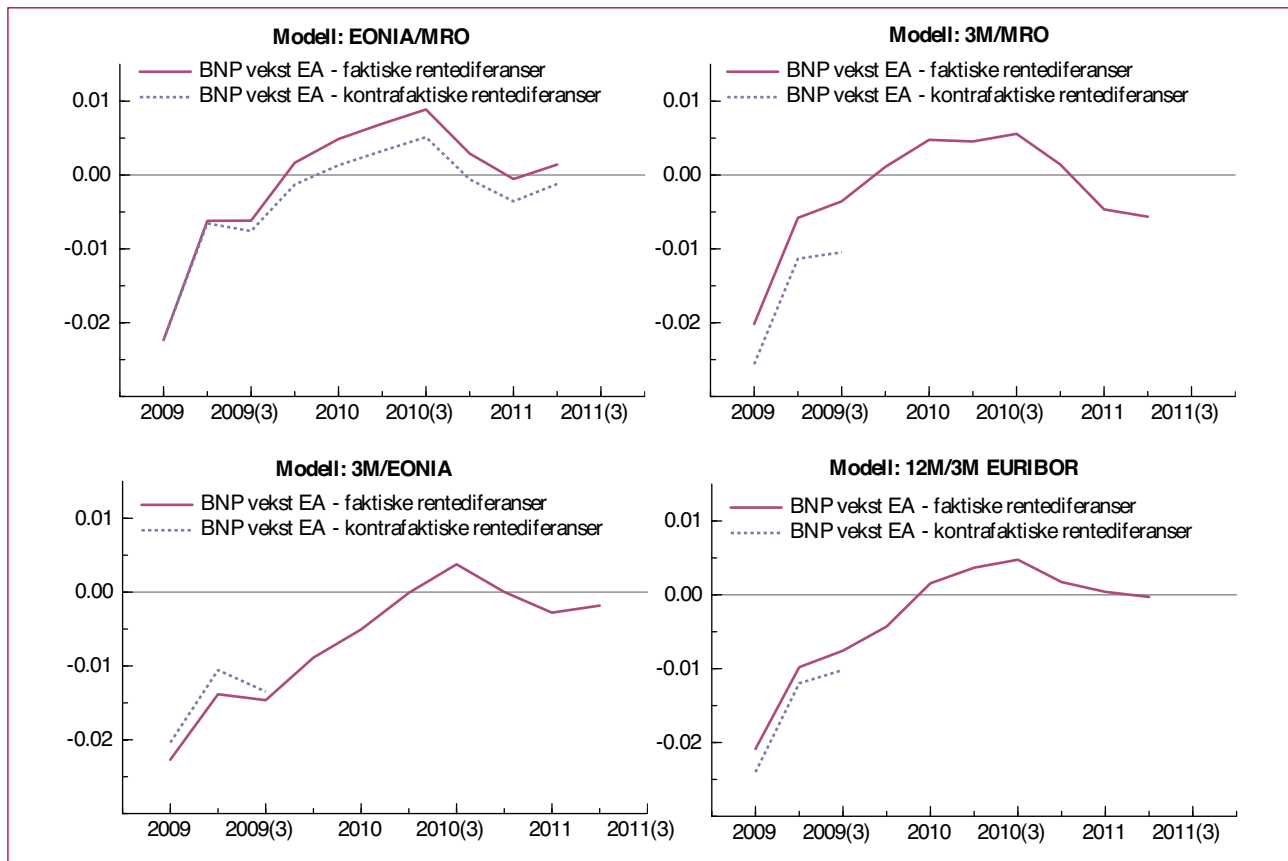 Modell: EONIA/MRO
BNP vekst EA - faktiske rentediferanser
BNP vekst EA - kontrafaktiske rentediferanser
0.01
0.00
-0.01
-0.02
2009 2009(3) 2010 2010(3) 2011 2011(3)
Modell: 3M/MRO
BNP vekst EA - faktiske rentediferanser
BNP vekst EA - kontrafaktiske rentediferanser
0.01
0.00
-0.01
-0.02
2009 2009(3) 2010 2010(3) 2011 2011(3)
Modell: 3M/EONIA
BNP vekst EA - faktiske rentediferanser
BNP vekst EA - kontrafaktiske rentediferanser
0.01
0.00
-0.01
-0.02
2009 2009(3) 2010 2010(3) 2011 2011(3)
Modell: 12M/3M EURIBOR
BNP vekst EA - faktiske rentediferanser
BNP vekst EA - kontrafaktiske rentediferanser
0.01
0.00
-0.01
-0.02
2009 2009(3) 2010 2010(3) 2011 2011(3)